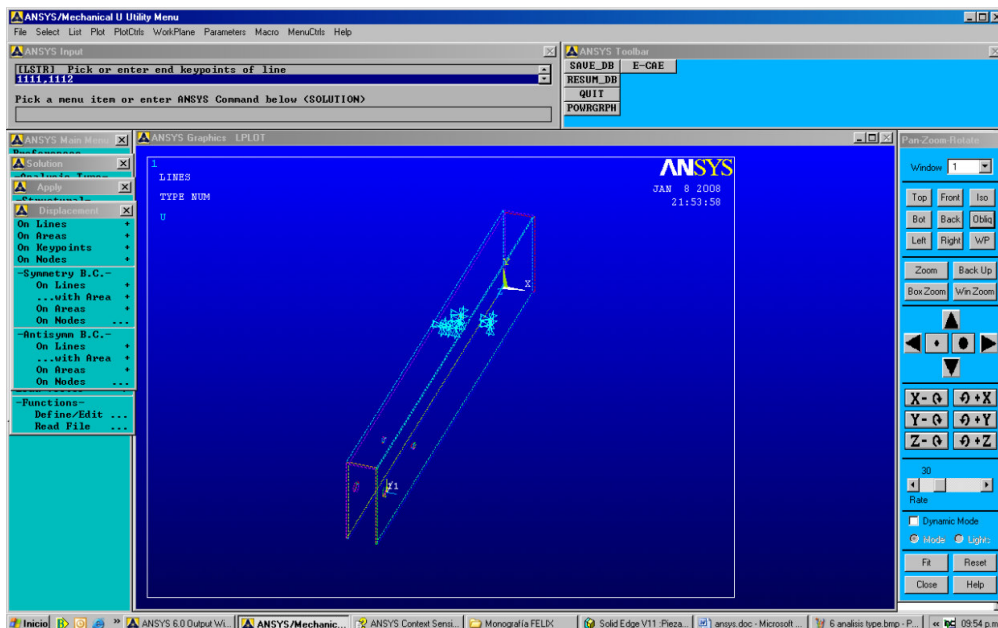 ANSYS/Mechanical U Utility Menu
File Select List Plot PlotCtrls WorkPlane Parameters Macro MenuCtrls Help
ANSYS Input
[LSTR] Pick or enter end keypoints of line
1111,1112
Pick a menu item or enter ANSYS Command below (SOLUTION)
ANSYS Toolbar
SAVE_DB E-CAE
RESUM_DB
QUIT
POWRGRPH
ANSYS Main Menu
Solution
Apply
Displacement
On Lines +
On Areas +
On Keypoints +
On Nodes +
-Symmetry B.C.-
On Lines +
...with Area +
On Areas +
On Nodes ...
-Antisymm B.C.-
On Lines +
...with Area +
On Areas +
On Nodes ...
-Functions-
Define/Edit ...
Read File ...
ANSYS Graphics LPLOT
1
LINES
TYPE NUM
U
ANSYS
JAN 8 2008
21:53:58
Y
X
Y1
Pan-Zoom-Rotate
Window 1
Top Front Iso
Bot Back Obliq
Left Right WP
Zoom Back Up
Box Zoom Win Zoom
X- +X
Y- +Y
Z- +Z
30
Rate
Dynamic Mode
Mode Lights
Fit Reset
Close Help
Inicio » ANSYS 6.0 Output Wi... ANSYS/Mechanic... ANSYS Context Sensi... Monografía FELIX Solid Edge V11 :Pieza... ansys.doc - Microsoft ... 6 analisis type.bmp - P... « 09:54 p.m.